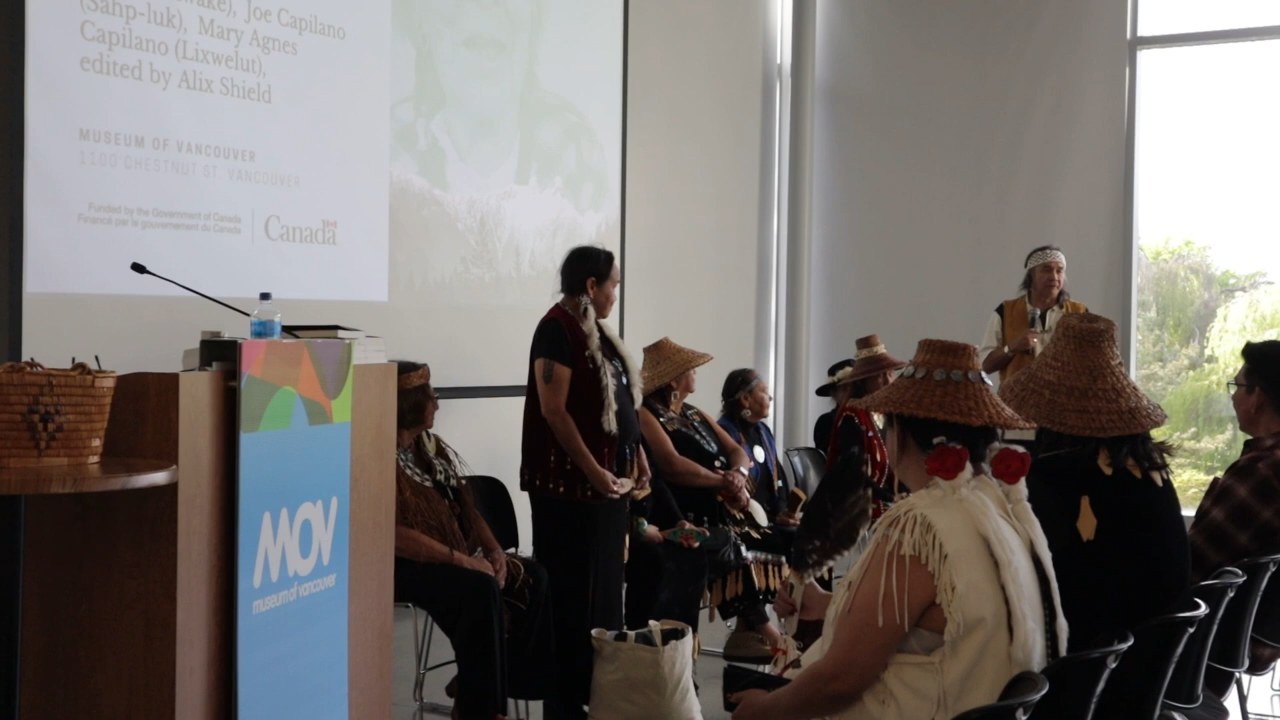 Joe Capilano
(Sahp-luk), Mary Agnes
Capilano (Lixwelut),
edited by Alix Shield
MUSEUM OF VANCOUVER
1100 CHESTNUT ST. VANCOUVER
Funded by the Government of Canada
Financé par le gouvernement du Canada
Canada
MOV
museum of vancouver